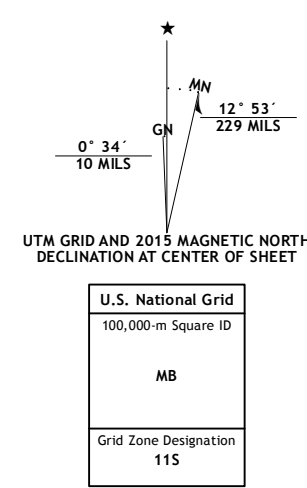 ★
MN
12° 53´
229 MILS
GN
0° 34´
10 MILS
UTM GRID AND 2015 MAGNETIC NORTH
DECLINATION AT CENTER OF SHEET
U.S. National Grid
100,000-m Square ID
MB
Grid Zone Designation
11S